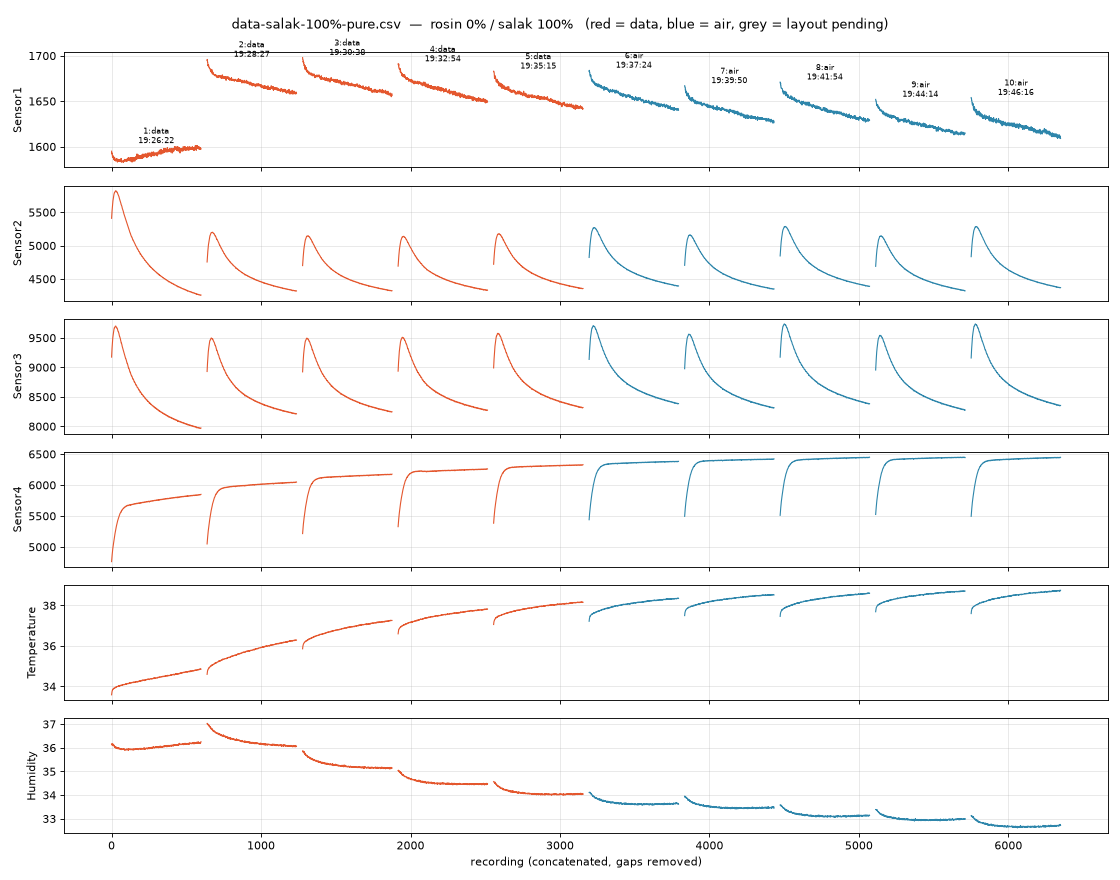 data-salak-100%-pure.csv — rosin 0% / salak 100% (red = data, blue = air, grey = layout pending)
Sensor1
1700
1650
1600
1:data
19:26:22
2:data
19:28:27
3:data
19:30:38
4:data
19:32:54
5:data
19:35:15
6:air
19:37:24
7:air
19:39:50
8:air
19:41:54
9:air
19:44:14
10:air
19:46:16
Sensor2
5500
5000
4500
Sensor3
9500
9000
8500
8000
Sensor4
6500
6000
5500
5000
Temperature
38
36
34
Humidity
37
36
35
34
33
0 1000 2000 3000 4000 5000 6000
recording (concatenated, gaps removed)